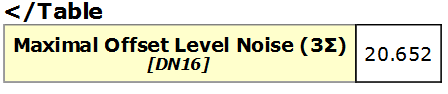 </Table
Maximal Offset Level Noise (3Σ) 20.652
[DN16]